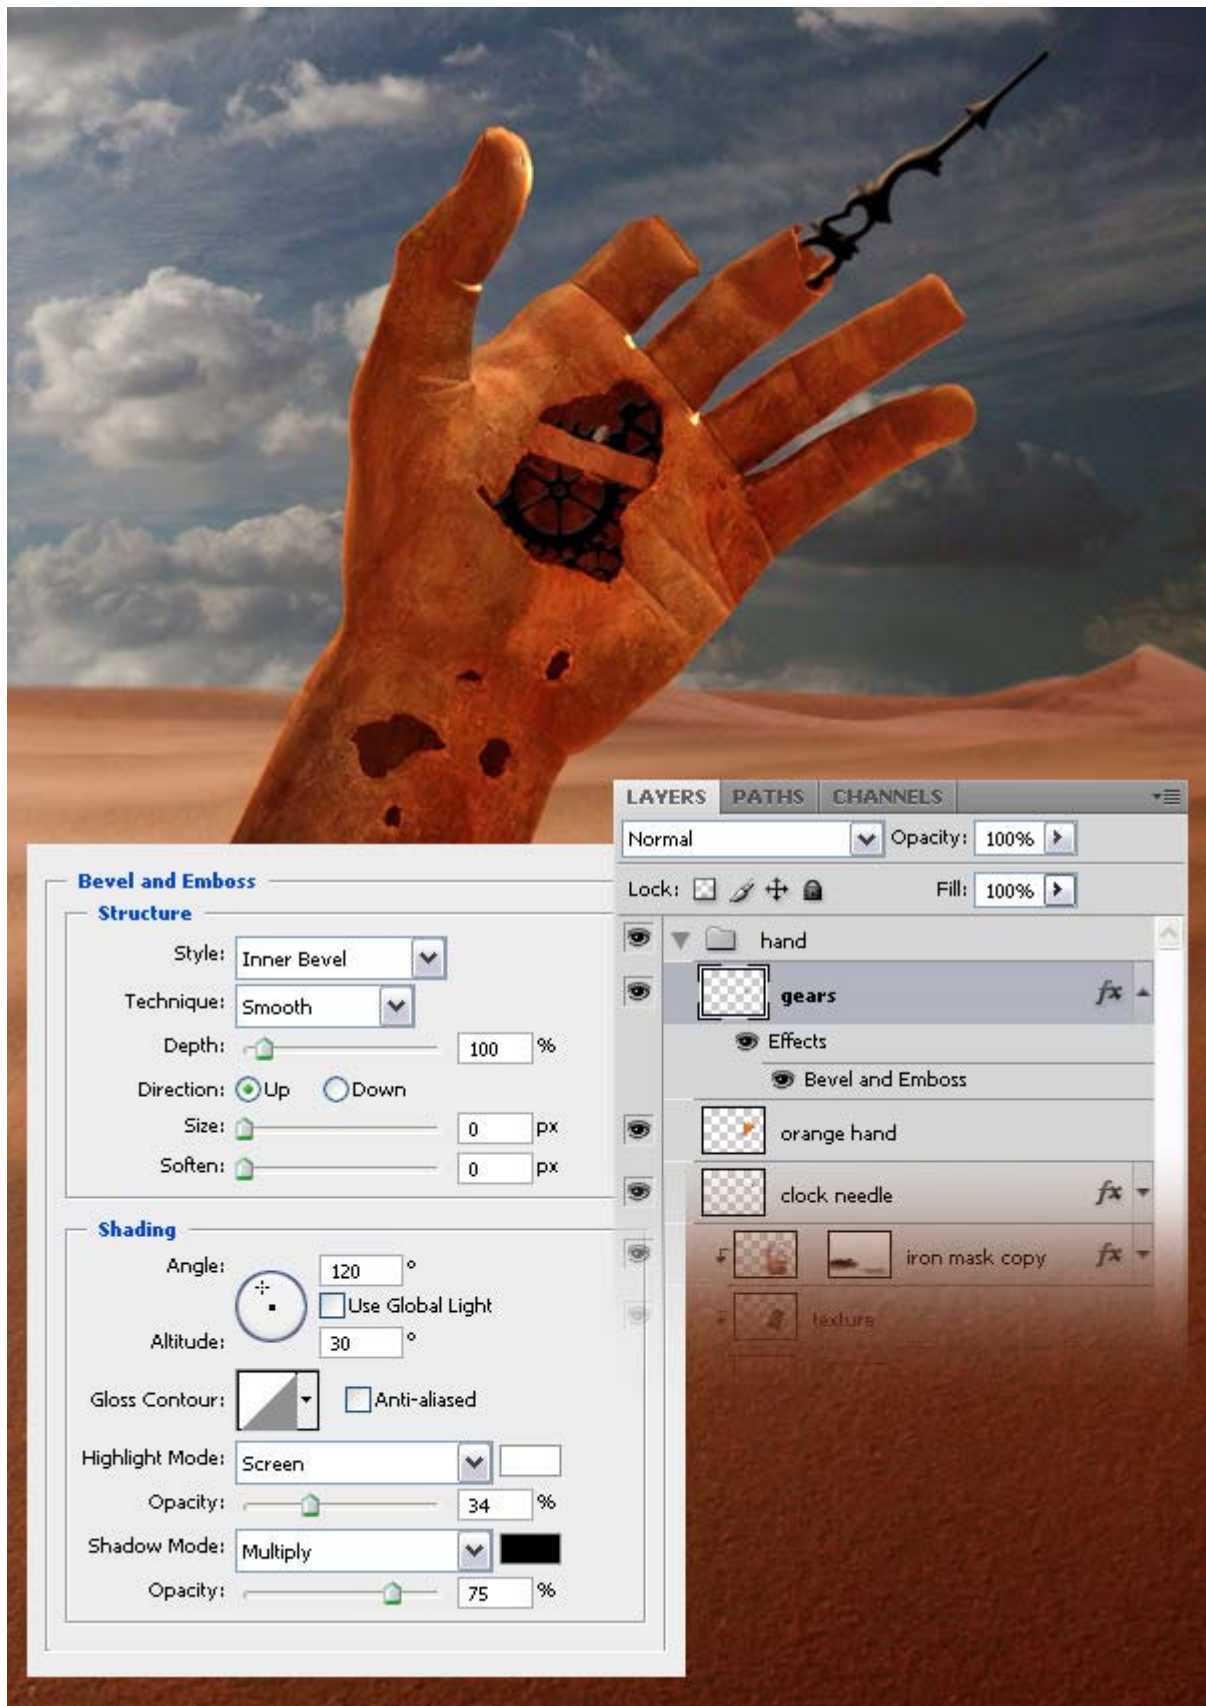 LAYERS PATHS CHANNELS
Normal Opacity: 100%
Lock: Fill: 100%
hand
gears fx
Effects
Bevel and Emboss
orange hand
clock needle fx
iron mask copy fx
texture
Bevel and Emboss
Structure
Style: Inner Bevel
Technique: Smooth
Depth: 100 %
Direction: Up Down
Size: 0 px
Soften: 0 px
Shading
Angle: 120 °
Use Global Light
Altitude: 30 °
Gloss Contour: Anti-aliased
Highlight Mode: Screen
Opacity: 34 %
Shadow Mode: Multiply
Opacity: 75 %